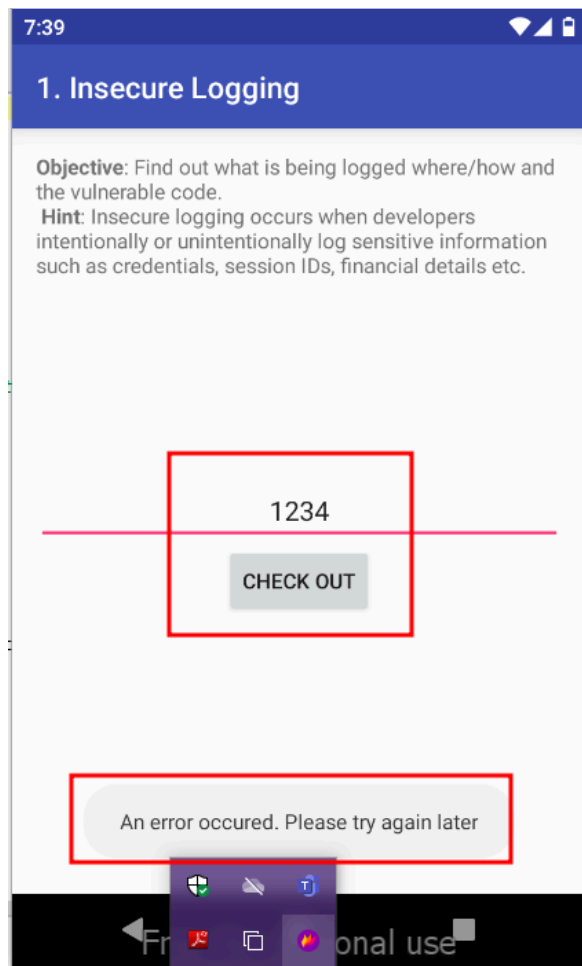 7:39
1. Insecure Logging
Objective: Find out what is being logged where/how and
the vulnerable code.
Hint: Insecure logging occurs when developers
intentionally or unintentionally log sensitive information
such as credentials, session IDs, financial details etc.
1234
CHECK OUT
An error occured. Please try again later
onal use